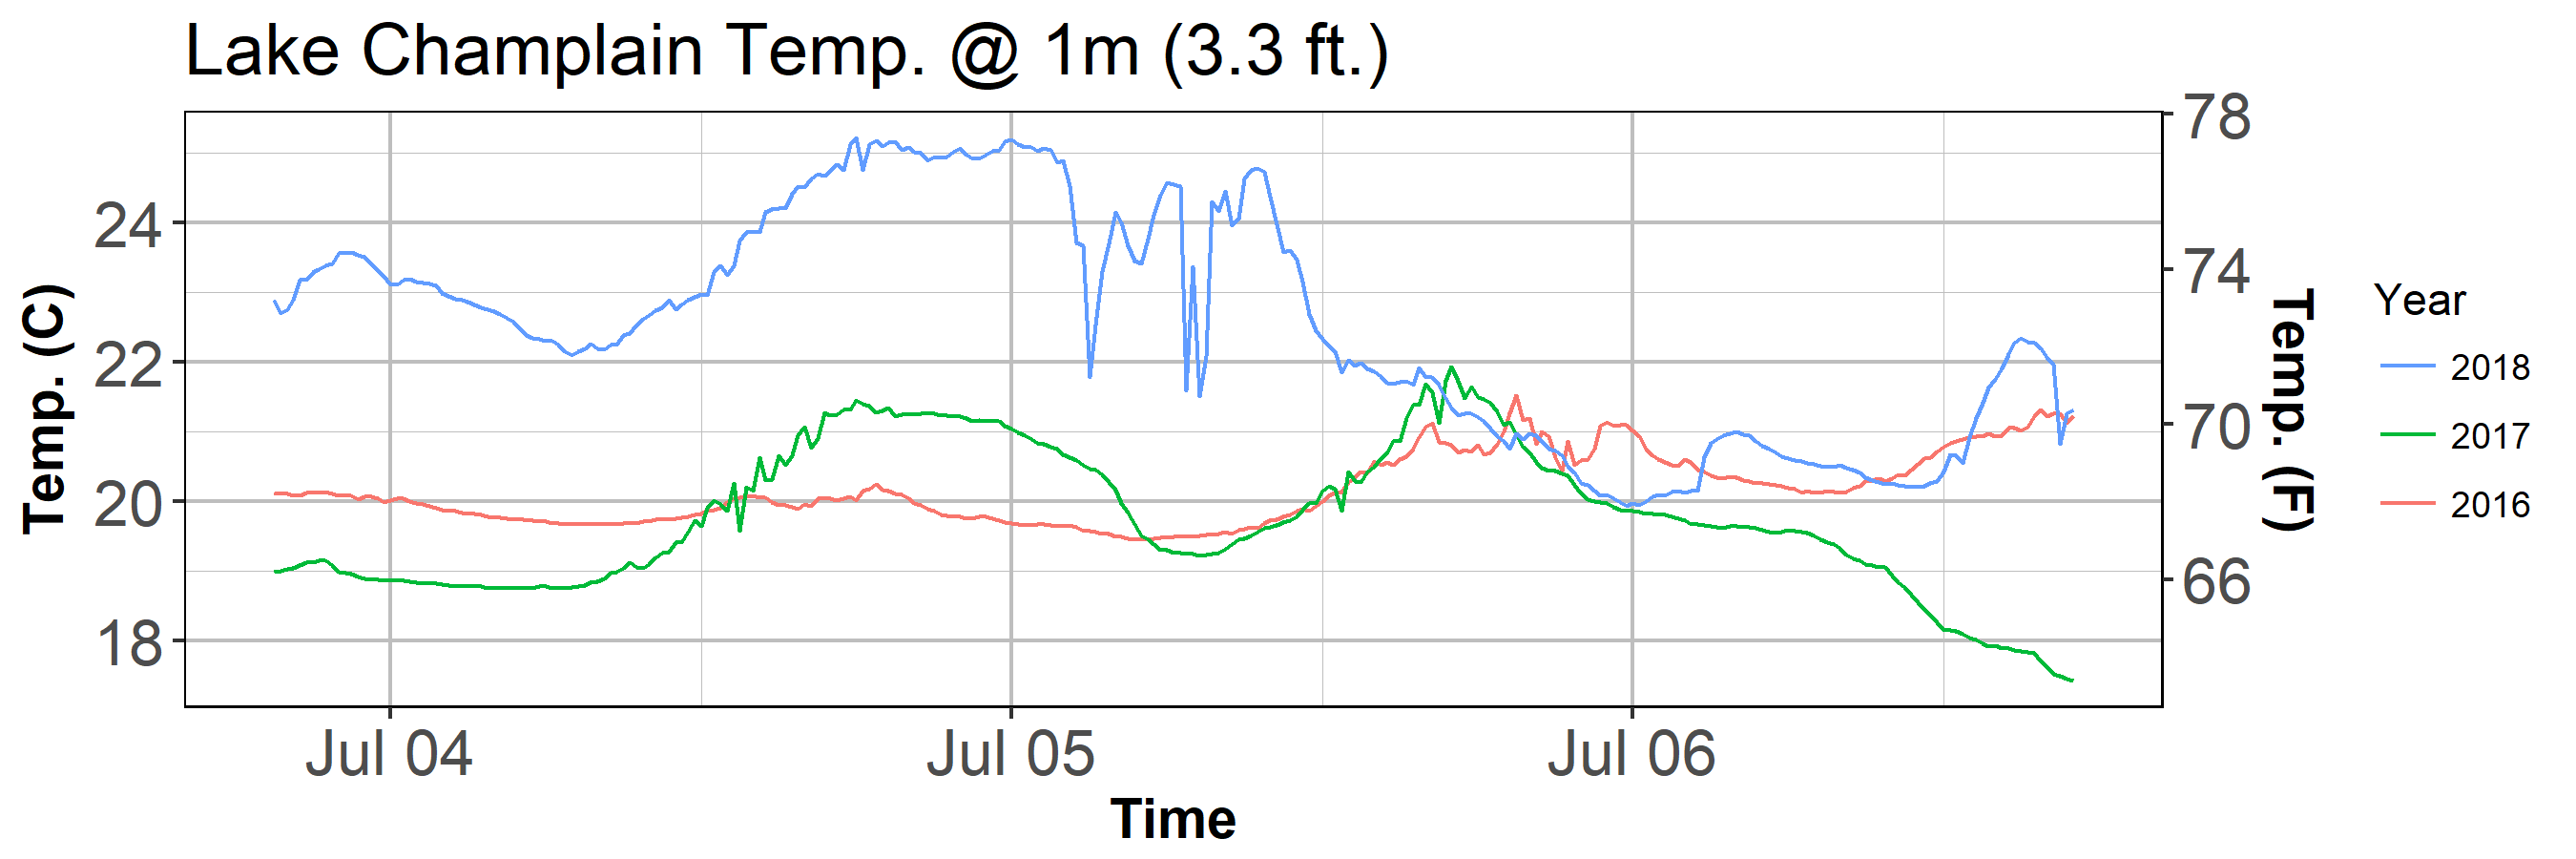 Lake Champlain Temp. @ 1m (3.3 ft.)
Temp. (C)
24
22
20
18
78
74
70
66
Temp. (F)
Jul 04
Jul 05
Jul 06
Time
Year
2018
2017
2016